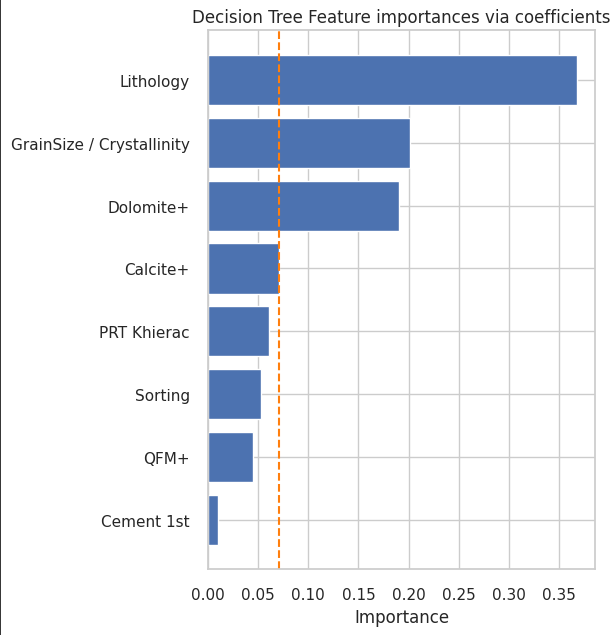 Decision Tree Feature importances via coefficients
Lithology
GrainSize / Crystallinity
Dolomite+
Calcite+
PRT Khierac
Sorting
QFM+
Cement 1st
0.00 0.05 0.10 0.15 0.20 0.25 0.30 0.35
Importance